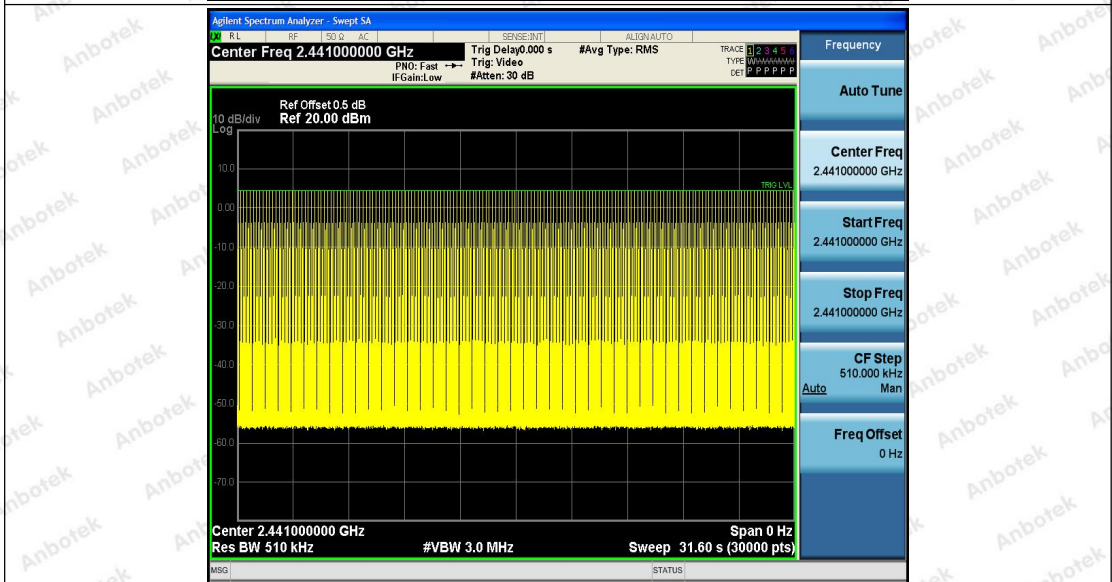 Agilent Spectrum Analyzer - Swept SA
LXI RL RF 50 Ω AC SENSE:INT ALIGN AUTO
Center Freq 2.441000000 GHz
PNO: Fast
IFGain:Low
Trig Delay0.000 s
Trig: Video
#Atten: 30 dB
#Avg Type: RMS
TRACE 1 2 3 4 5 6
TYPE WWWWWW
DET P P P P P P
Ref Offset 0.5 dB
10 dB/div Ref 20.00 dBm
Log
10.0
TRIG LVL
0.00
-10.0
-20.0
-30.0
-40.0
-50.0
-60.0
-70.0
Center 2.441000000 GHz Span 0 Hz
Res BW 510 kHz #VBW 3.0 MHz Sweep 31.60 s (30000 pts)
MSG STATUS
Frequency
Auto Tune
Center Freq
2.441000000 GHz
Start Freq
2.441000000 GHz
Stop Freq
2.441000000 GHz
CF Step
510.000 kHz
Auto Man
Freq Offset
0 Hz
Anbotek